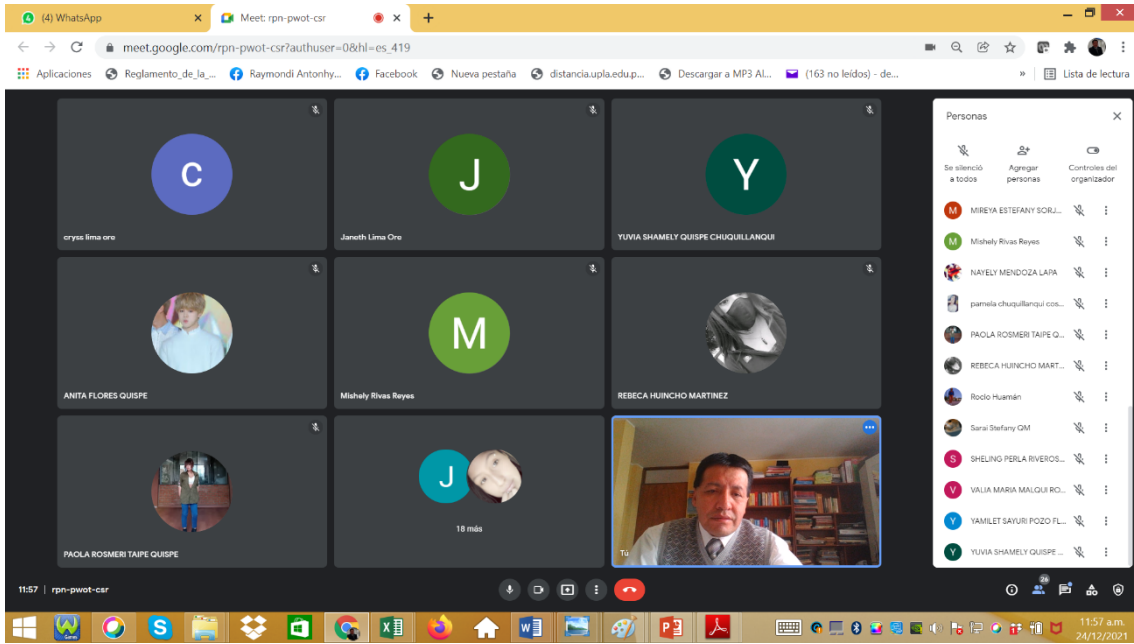 (4) WhatsApp
Meet: rpn-pwot-csr
meet.google.com/rpn-pwot-csr?authuser=0&hl=es_419
Aplicaciones Reglamento_de_la_... Raymondi Antonhy... Facebook Nueva pestaña distancia.upla.edu.p... Descargar a MP3 Al... (163 no leídos) - de... » Lista de lectura
C
cryss lima oro
J
Janeth Lima Oro
Y
YUVIA SHAMELY QUISPE CHUQUILLANQUI
ANITA FLORES QUISPE
M
Mishely Rivas Reyes
REBECA HUINCHO MARTINEZ
PAOLA ROSMERI TAIPE QUISPE
J
18 más
Tú
Personas
Se silenció a todos
Agregar personas
Controles del organizador
M MIREYA ESTEFANY SORJ...
M Mishely Rivas Reyes
NAYELY MENDOZA LAPA
pamela chuquillanqui cos...
PAOLA ROSMERI TAIPE Q...
REBECA HUINCHO MART...
Rocío Huamán
Sarai Stefany QM
S SHELING PERLA RIVEROS...
V VALIA MARIA MALQUI RO...
Y YAMILET SAYURI POZO FL...
Y YUVIA SHAMELY QUISPE ...
11:57 | rpn-pwot-csr
26
11:57 a.m.
24/12/2021